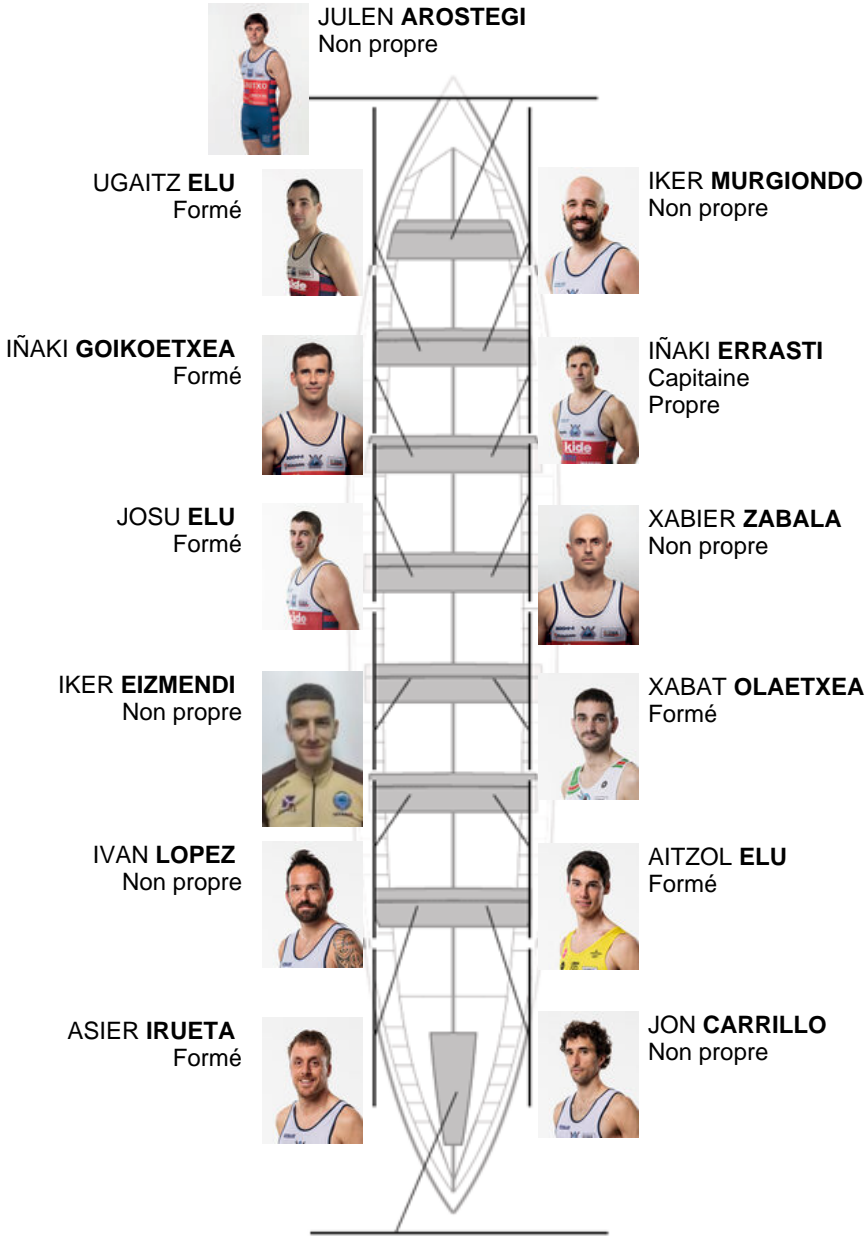 JULEN AROSTEGI
Non propre
UGAITZ ELU
Formé
IKER MURGIONDO
Non propre
IÑAKI GOIKOETXEA
Formé
IÑAKI ERRASTI
Capitaine
Propre
kide
JOSU ELU
Formé
kide
XABIER ZABALA
Non propre
IKER EIZMENDI
Non propre
XABAT OLAETXEA
Formé
IVAN LOPEZ
Non propre
AITZOL ELU
Formé
ASIER IRUETA
Formé
JON CARRILLO
Non propre